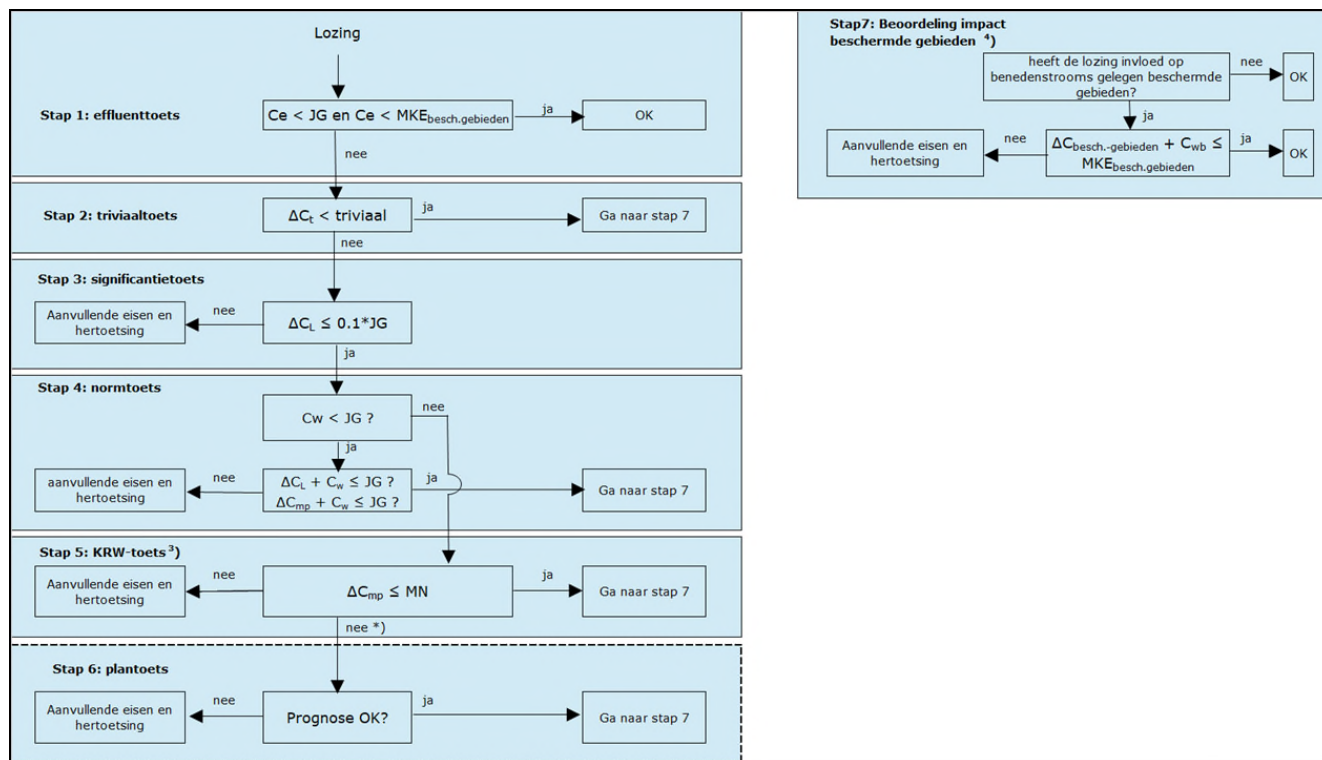 Lozing
Stap 1: effluenttoets
Ce < JG en Ce < MKEbesch.gebieden
ja
OK
nee
Stap 2: triviaaltoets
ΔCt < triviaal
ja
Ga naar stap 7
nee
Stap 3: significantietoets
Aanvullende eisen en
hertoetsing
nee
ΔCL ≤ 0.1*JG
ja
Stap 4: normtoets
Cw < JG ?
nee
ja
aanvullende eisen en
hertoetsing
nee
ΔCL + Cw ≤ JG ?
ΔCmp + Cw ≤ JG ?
ja
Ga naar stap 7
Stap 5: KRW-toets 3)
Aanvullende eisen en
hertoetsing
nee
ΔCmp ≤ MN
ja
Ga naar stap 7
nee *)
Stap 6: plantoets
Aanvullende eisen en
hertoetsing
nee
Prognose OK?
ja
Ga naar stap 7
Stap7: Beoordeling impact
beschermde gebieden 4)
heeft de lozing invloed op
benedenstrooms gelegen beschermde
gebieden?
nee
OK
ja
Aanvullende eisen en
hertoetsing
nee
ΔCbesch.-gebieden + Cwb ≤
MKEbesch.gebieden
ja
OK